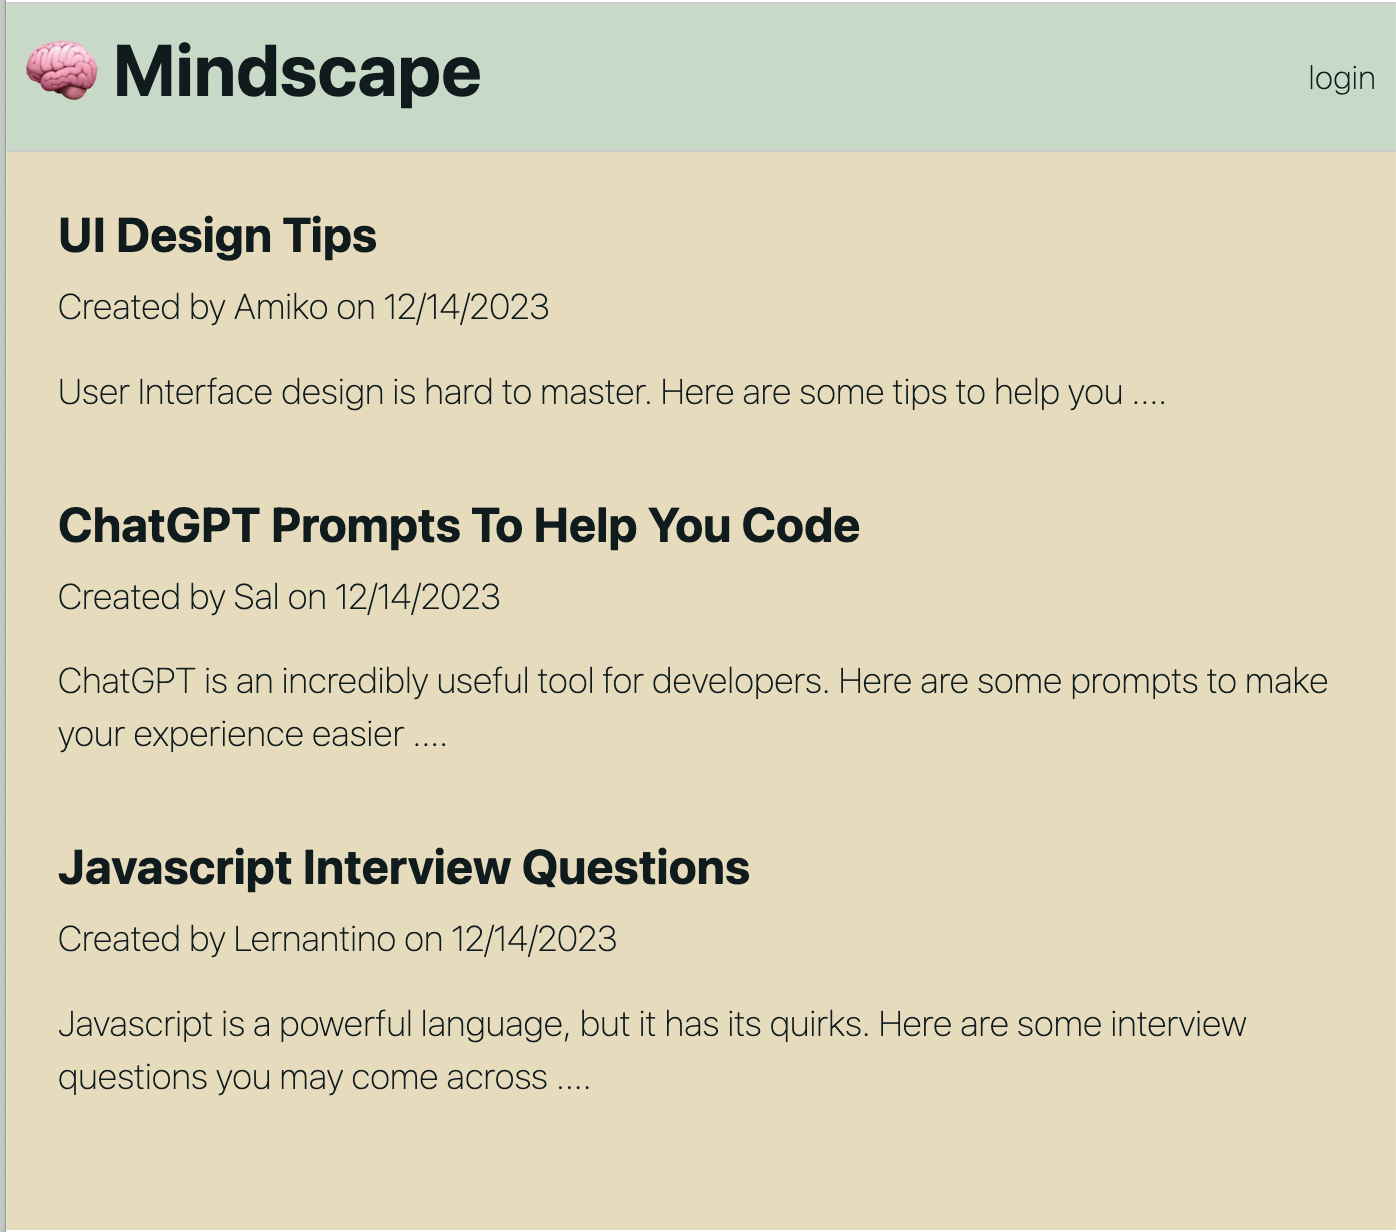 Mindscape
login
UI Design Tips
Created by Amiko on 12/14/2023
User Interface design is hard to master. Here are some tips to help you ....
ChatGPT Prompts To Help You Code
Created by Sal on 12/14/2023
ChatGPT is an incredibly useful tool for developers. Here are some prompts to make
your experience easier ....
Javascript Interview Questions
Created by Lernantino on 12/14/2023
Javascript is a powerful language, but it has its quirks. Here are some interview
questions you may come across ....